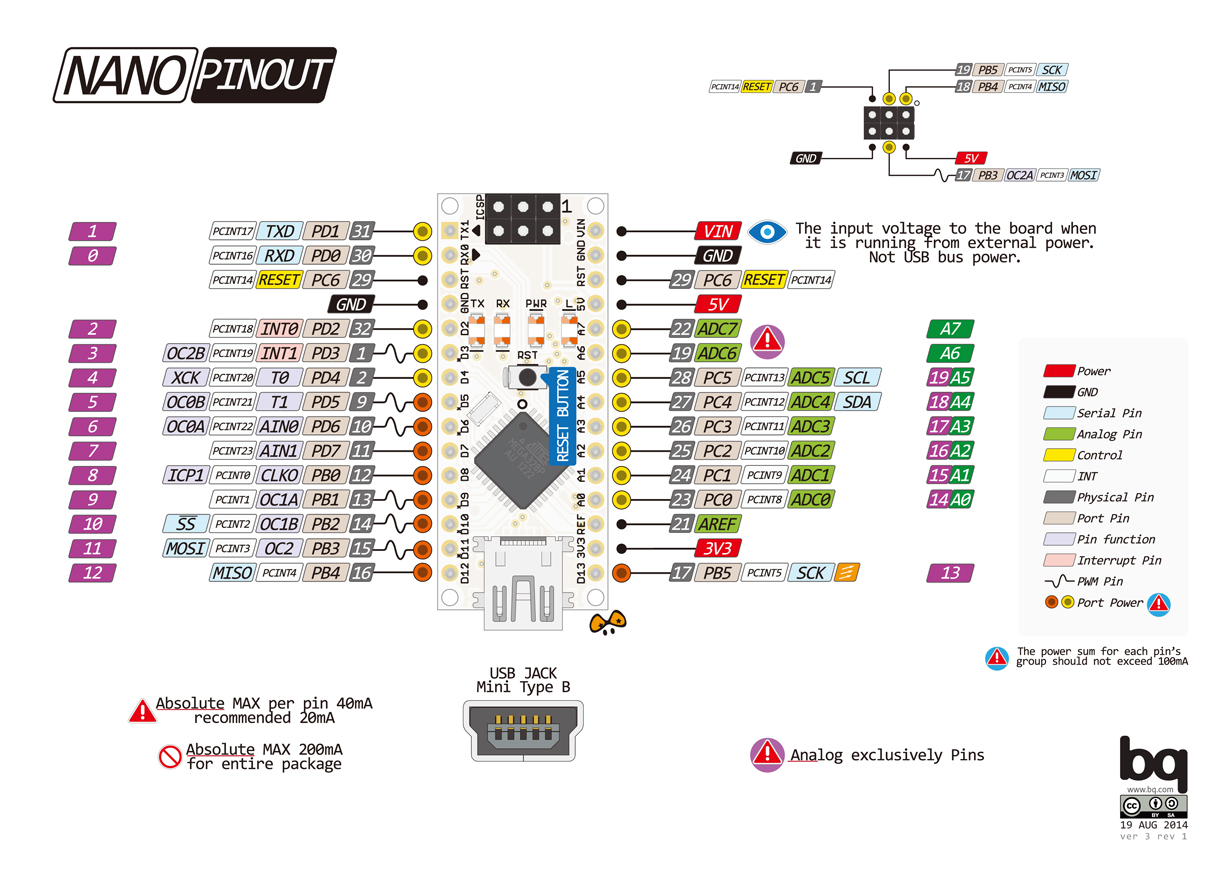 NANO PINOUT
19 PB5 PCINT5 SCK
PCINT14 RESET PC6 1
18 PB4 PCINT4 MISO
GND
5V
17 PB3 OC2A PCINT3 MOSI
ICSP
1
1 PCINT17 TXD PD1 31 TX1
0 PCINT16 RXD PD0 30 RX0
PCINT14 RESET PC6 29 RST
GND GND
2 PCINT18 INT0 PD2 32 D2
3 OC2B PCINT19 INT1 PD3 1 D3
4 XCK PCINT20 T0 PD4 2 D4
5 OC0B PCINT21 T1 PD5 9 D5
6 OC0A PCINT22 AIN0 PD6 10 D6
7 PCINT23 AIN1 PD7 11 D7
8 ICP1 PCINT0 CLKO PB0 12 D8
9 PCINT1 OC1A PB1 13 D9
10 SS PCINT2 OC1B PB2 14 D10
11 MOSI PCINT3 OC2 PB3 15 D11
12 MISO PCINT4 PB4 16 D12
TX RX PWR L
RST
RESET BUTTON
VIN VIN
GND GND
RST 29 PC6 RESET PCINT14
5V 5V
A7 22 ADC7 A7
A6 19 ADC6 A6
A5 28 PC5 PCINT13 ADC5 SCL 19 A5
A4 27 PC4 PCINT12 ADC4 SDA 18 A4
A3 26 PC3 PCINT11 ADC3 17 A3
A2 25 PC2 PCINT10 ADC2 16 A2
A1 24 PC1 PCINT9 ADC1 15 A1
A0 23 PC0 PCINT8 ADC0 14 A0
REF 21 AREF
3V3 3V3
D13 17 PB5 PCINT5 SCK 13
The input voltage to the board when
it is running from external power.
Not USB bus power.
Power
GND
Serial Pin
Analog Pin
Control
INT
Physical Pin
Port Pin
Pin function
Interrupt Pin
PWM Pin
Port Power
The power sum for each pin's
group should not exceed 100mA
USB JACK
Mini Type B
Absolute MAX per pin 40mA
recommended 20mA
Absolute MAX 200mA
for entire package
Analog exclusively Pins
bq
www.bq.com
cc BY SA
19 AUG 2014
ver 3 rev 1